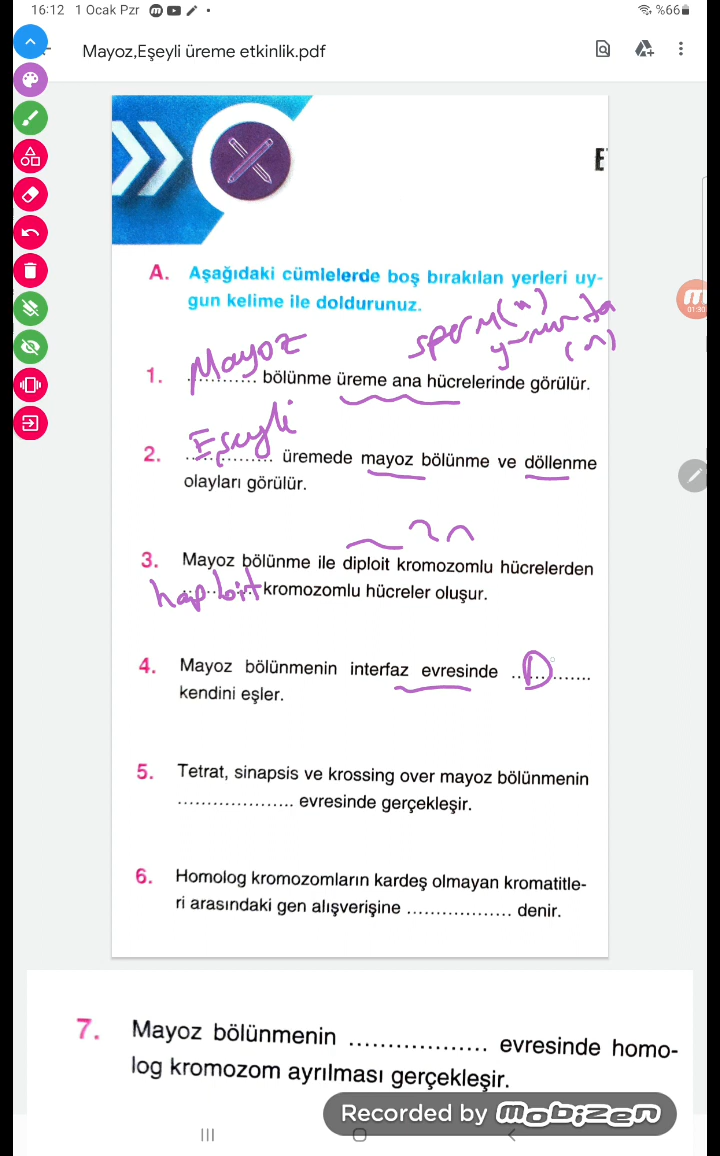 16:12 1 Ocak Pzr %66
Mayoz,Eşeyli üreme etkinlik.pdf
E
A. Aşağıdaki cümlelerde boş bırakılan yerleri uy-
gun kelime ile doldurunuz.
sperm(n)
(n)
01:30
Mayoz
1. ............ bölünme üreme ana hücrelerinde görülür.
Eşeyli
2. ............... üremede mayoz bölünme ve döllenme
olayları görülür.
2n
3. Mayoz bölünme ile diploit kromozomlu hücrelerden
haploit kromozomlu hücreler oluşur.
4. Mayoz bölünmenin interfaz evresinde ..D.......
kendini eşler.
5. Tetrat, sinapsis ve krossing over mayoz bölünmenin
.................... evresinde gerçekleşir.
6. Homolog kromozomların kardeş olmayan kromatitle-
ri arasındaki gen alışverişine .................. denir.
7. Mayoz bölünmenin .................. evresinde homo-
log kromozom ayrılması gerçekleşir.
Recorded by mobizen